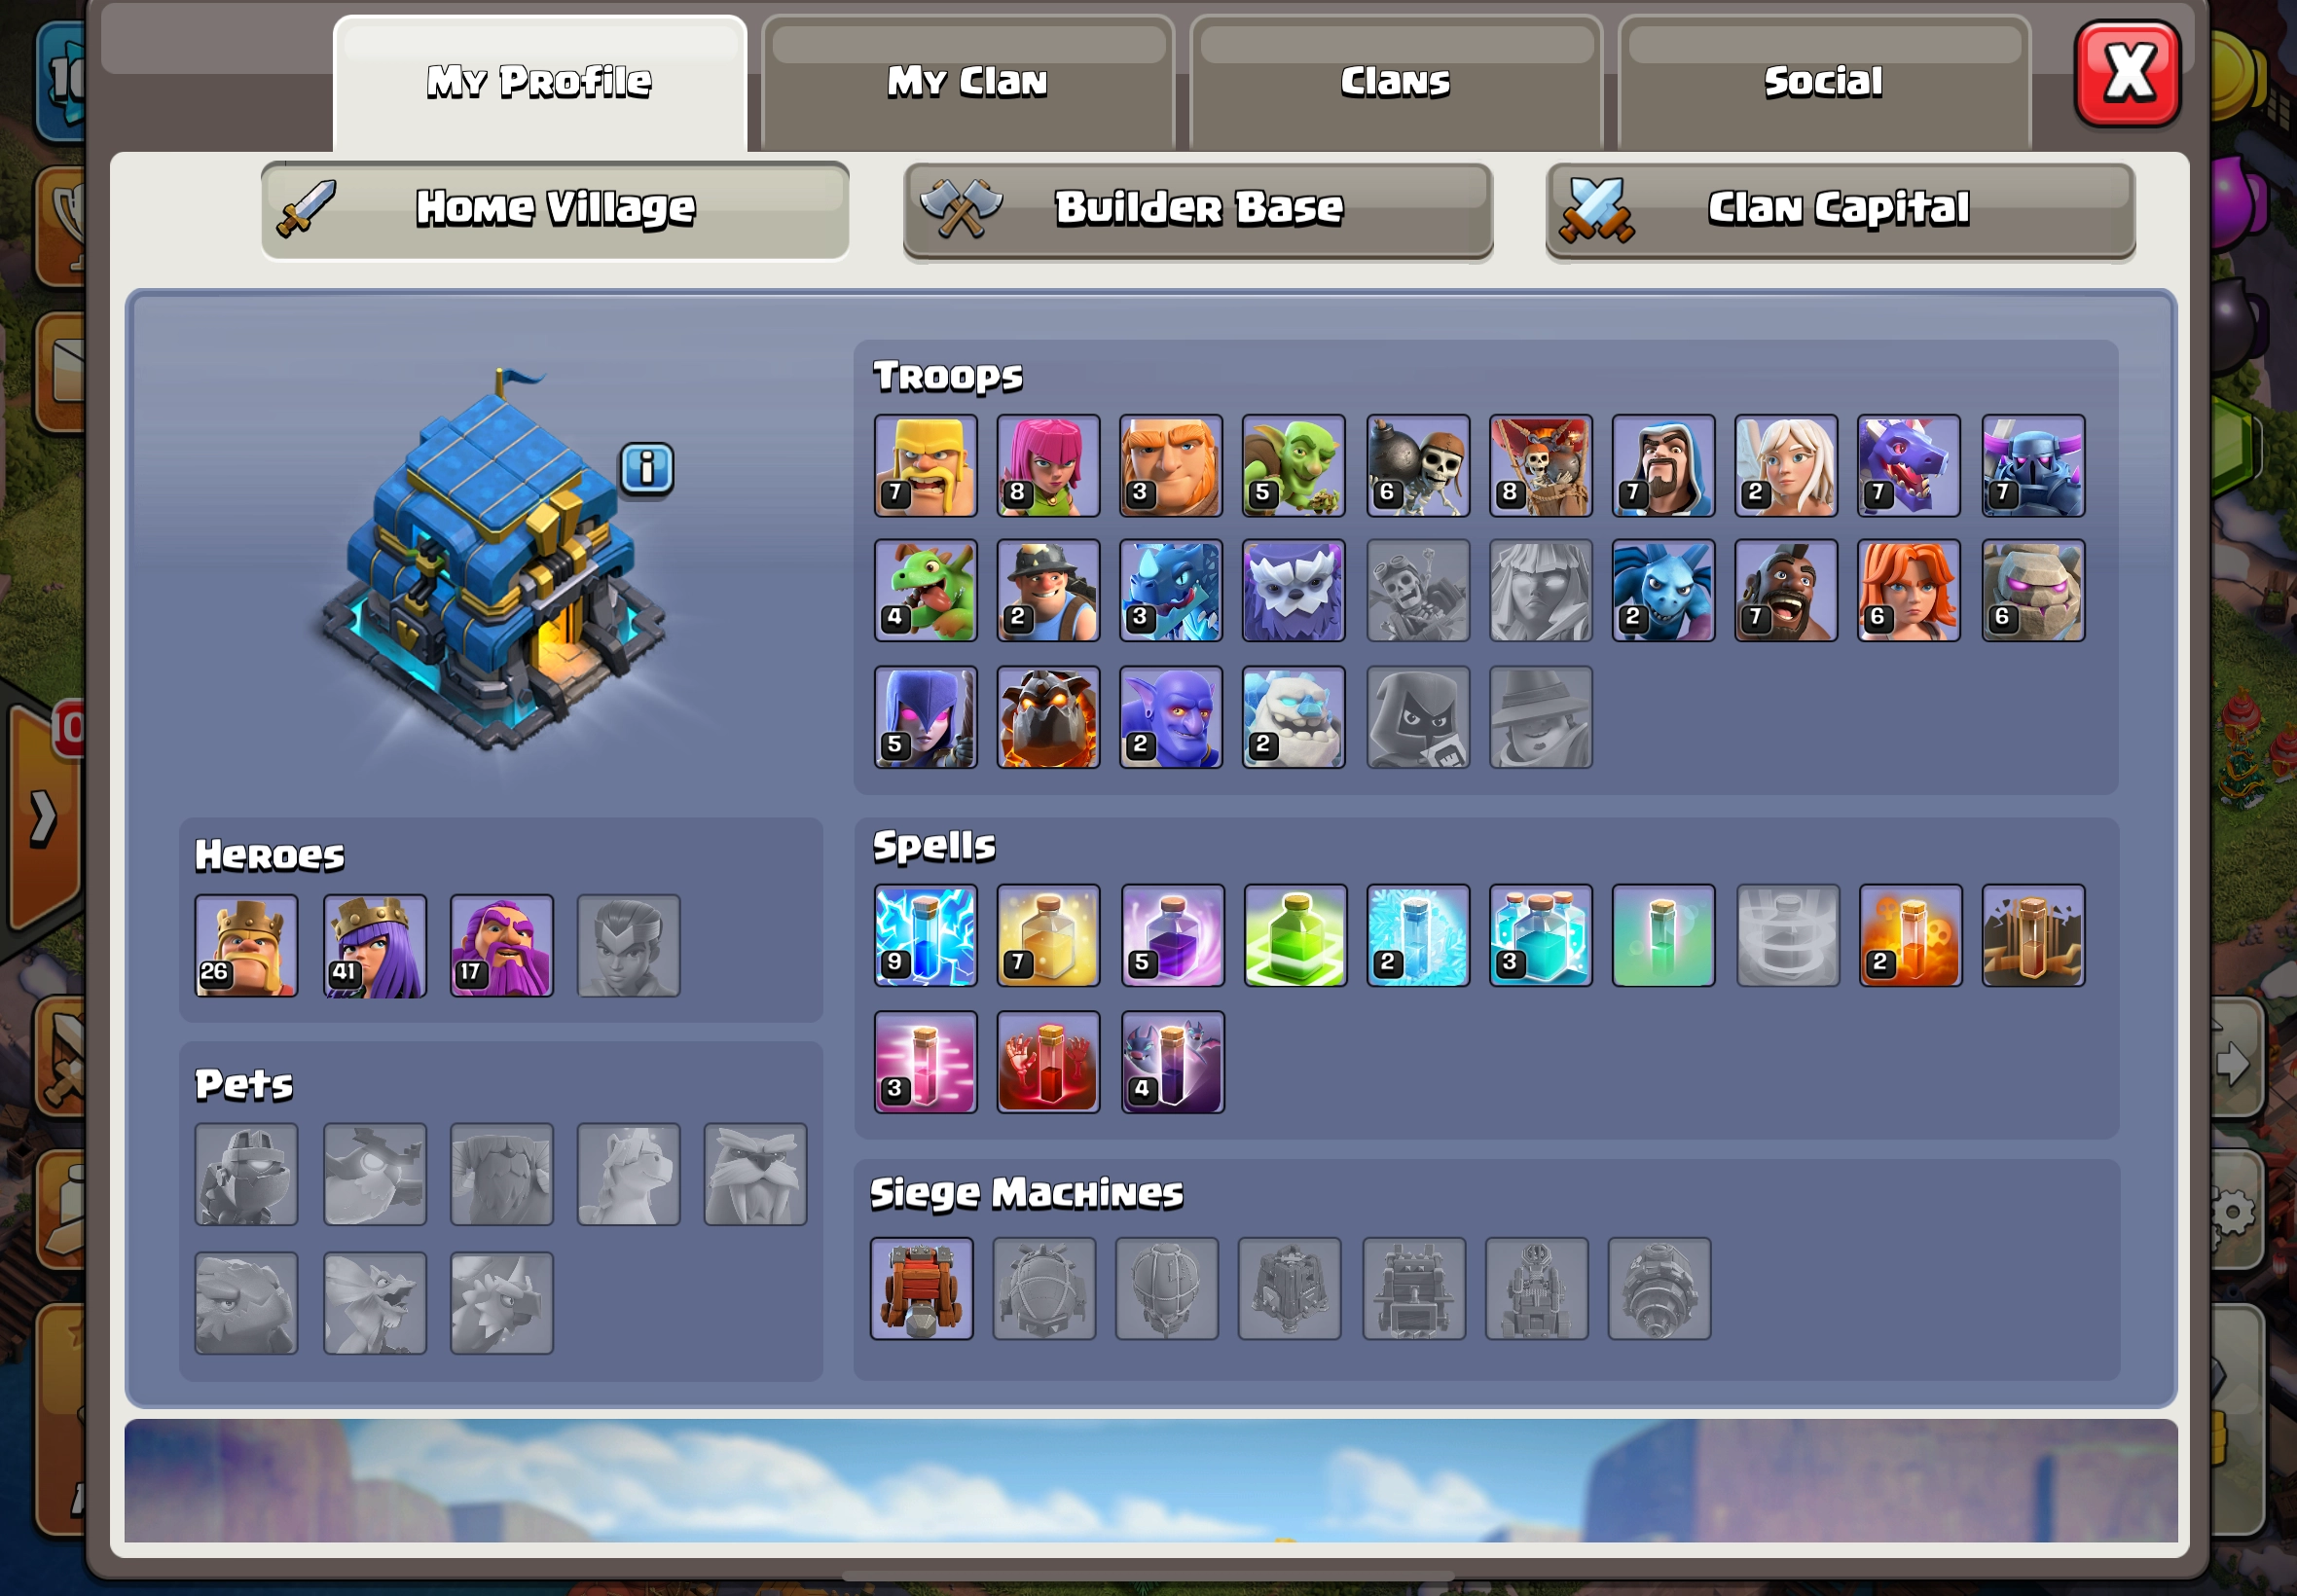 My Profile
My Clan
Clans
Social
X
Home Village
Builder Base
Clan Capital
i
Troops
7 8 3 5 6 8 7 2 7 7
4 2 3 2 7 6 6
5 2 2
Heroes
26 41 17
Spells
9 7 5 2 3 2
3 4
Pets
Siege Machines